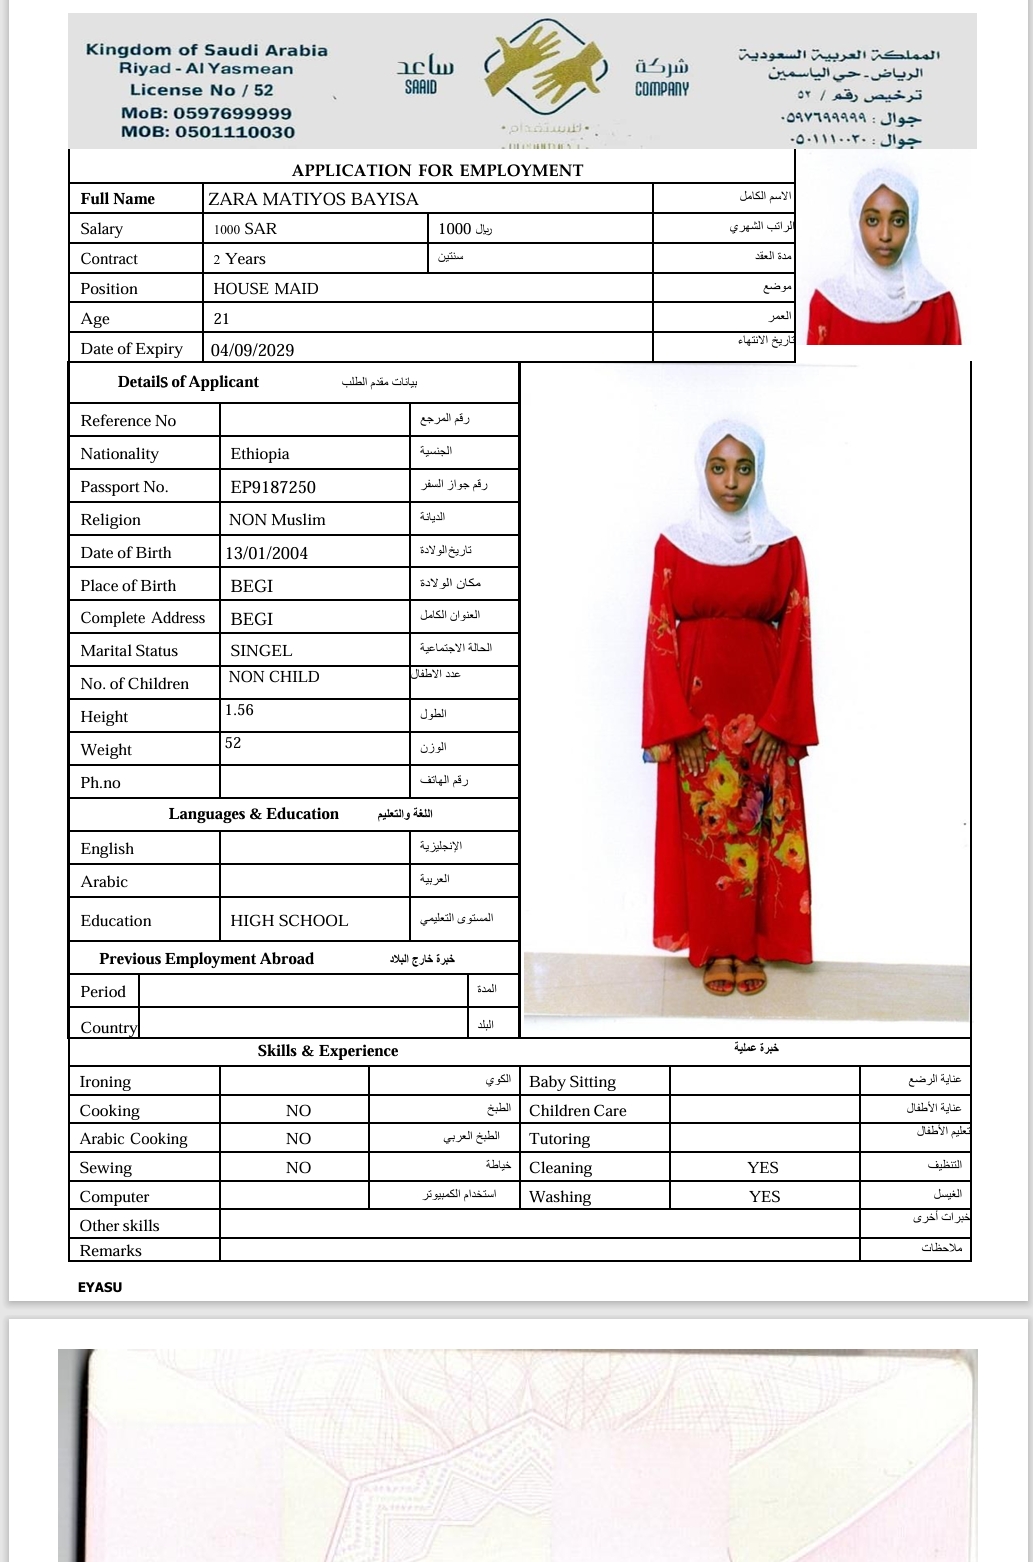 Kingdom of Saudi Arabia
Riyad - Al Yasmean
License No / 52
MoB: 0597699999
MOB: 0501110030
ساعد
SAAID
شركة
COMPANY
للاستقدام
المملكة العربية السعودية
الرياض - حي الياسمين
ترخيص رقم / ٥٢
جوال : ٠٥٩٧٦٩٩٩٩٩
جوال : ٠٥٠١١١٠٠٣٠
APPLICATION FOR EMPLOYMENT
Full Name ZARA MATIYOS BAYISA الاسم الكامل
Salary 1000 SAR 1000 ريال الراتب الشهري
Contract 2 Years سنتين مدة العقد
Position HOUSE MAID موضع
Age 21 العمر
Date of Expiry 04/09/2029 تاريخ الانتهاء
Details of Applicant بيانات مقدم الطلب
Reference No رقم المرجع
Nationality Ethiopia الجنسية
Passport No. EP9187250 رقم جواز السفر
Religion NON Muslim الديانة
Date of Birth 13/01/2004 تاريخ الولادة
Place of Birth BEGI مكان الولادة
Complete Address BEGI العنوان الكامل
Marital Status SINGEL الحالة الاجتماعية
No. of Children NON CHILD عدد الاطفال
Height 1.56 الطول
Weight 52 الوزن
Ph.no رقم الهاتف
Languages & Education اللغة والتعليم
English الإنجليزية
Arabic العربية
Education HIGH SCHOOL المستوى التعليمي
Previous Employment Abroad خبرة خارج البلاد
Period المدة
Country البلد
Skills & Experience خبرة عملية
Ironing الكوي Baby Sitting عناية الرضع
Cooking NO الطبخ Children Care عناية الأطفال
Arabic Cooking NO الطبخ العربي Tutoring تعليم الأطفال
Sewing NO خياطة Cleaning YES التنظيف
Computer استخدام الكمبيوتر Washing YES الغيسل
Other skills خبرات أخرى
Remarks ملاحظات
EYASU